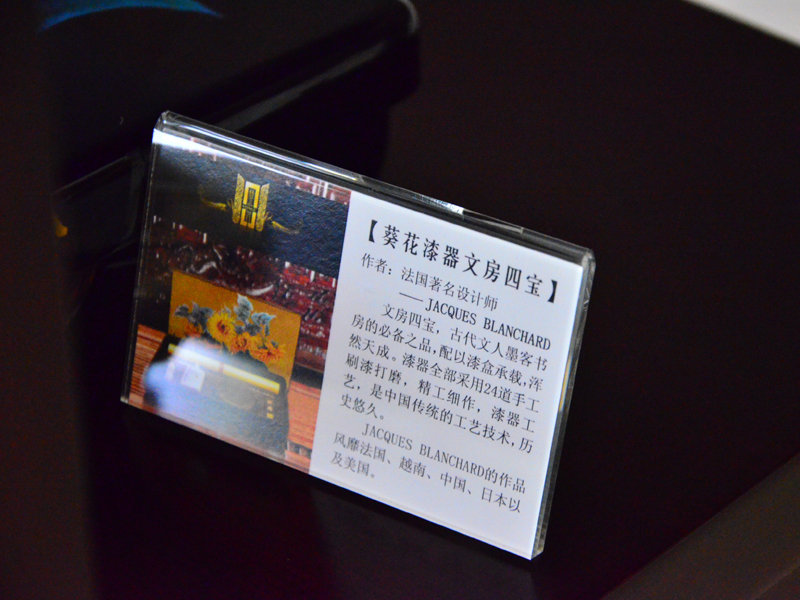 【葵花漆器文房四宝】
作者：法国著名设计师
——JACQUES BLANCHARD
文房四宝，古代文人墨客书
房的必备之品，配以漆盒承载，浑
然天成。漆器全部采用24道手工
刷漆打磨，精工细作，漆器工
艺，是中国传统的工艺技术，历
史悠久。
JACQUES BLANCHARD的作品
风靡法国、越南、中国、日本以
及美国。